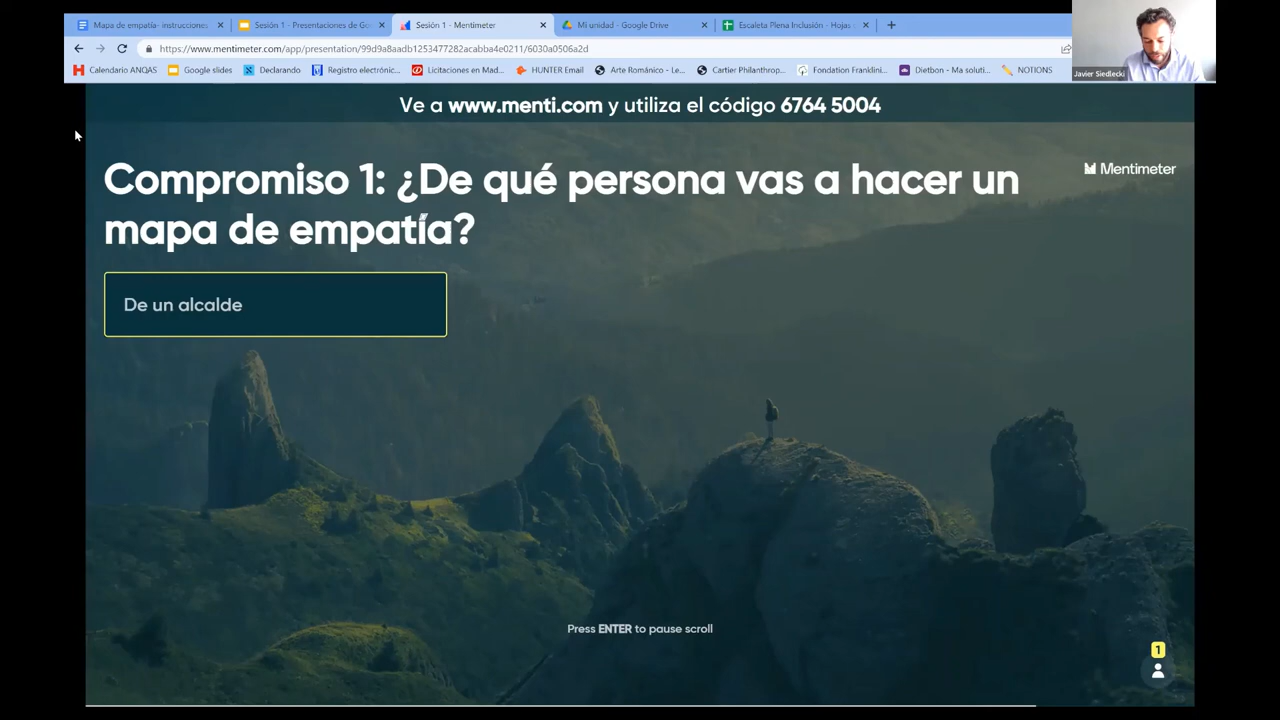 Mapa de empatía- instrucciones
Sesión 1 - Presentaciones de Go
Sesión 1 - Mentimeter
Mi unidad - Google Drive
Escaleta Plena Inclusión - Hojas
https://www.mentimeter.com/app/presentation/99d9a8aadb1253477282acabba4e0211/6030a0506a2d
Calendario ANQAS
Google slides
Declarando
Registro electrónic...
Licitaciones en Mad...
HUNTER Email
Arte Románico - Le...
Cartier Philanthrop...
Fondation Franklini...
Dietbon - Ma soluti...
NOTIONS
Javier Siedlecki
Ve a www.menti.com y utiliza el código 6764 5004
Compromiso 1: ¿De qué persona vas a hacer un
mapa de empatía?
Mentimeter
De un alcalde
Press ENTER to pause scroll
1